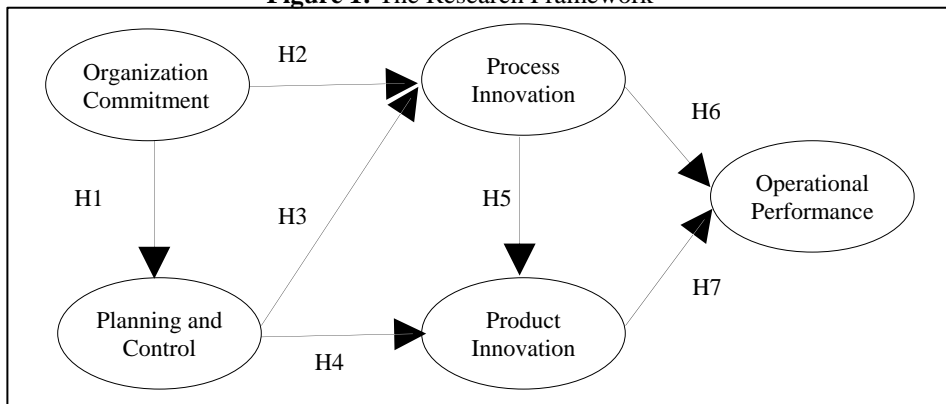 Figure 1: The Research Framework
Organization
Commitment
H2
Process
Innovation
H6
H1
H3
H5
Operational
Performance
Planning and
Control
H4
Product
Innovation
H7